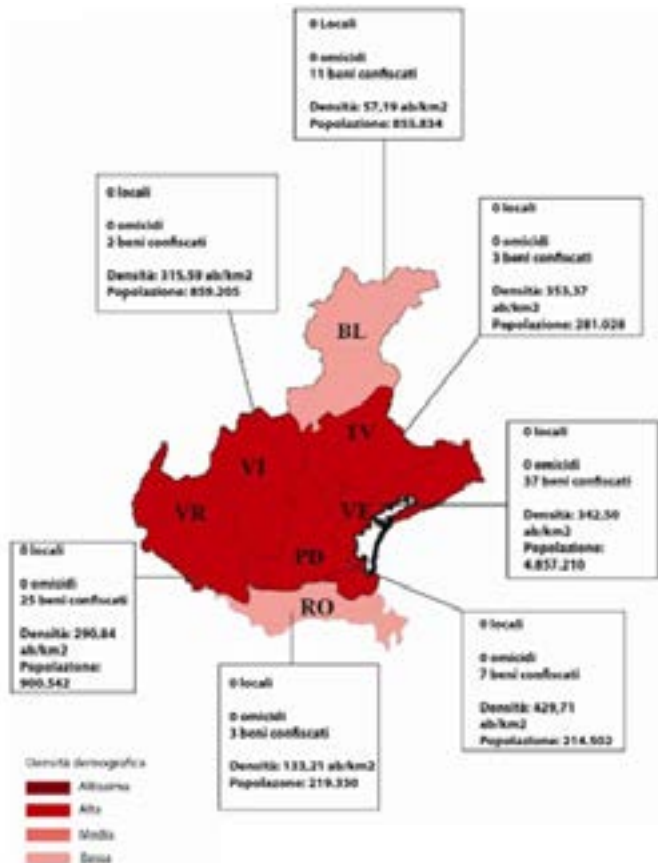 0 Locali
0 omicidi
11 beni confiscati
Densità: 57,19 ab/km2
Popolazione: 855.834
0 locali
0 omicidi
2 beni confiscati
Densità: 315,59 ab/km2
Popolazione: 859.205
0 locali
0 omicidi
3 beni confiscati
Densità: 353,37
ab/km2
Popolazione: 281.028
BL
TV
VI
VR
VE
PD
RO
0 locali
0 omicidi
37 beni confiscati
Densità: 342,50
ab/km2
Popolazione:
4.857.210
0 locali
0 omicidi
25 beni confiscati
Densità: 290,84
ab/km2
Popolazione:
900.542
0 locali
0 omicidi
7 beni confiscati
Densità: 429,71
ab/km2
Popolazione: 214.502
0 locali
0 omicidi
3 beni confiscati
Densità: 133,21 ab/km2
Popolazone: 219.330
Densità demografica
Altissima
Alta
Media
Bassa